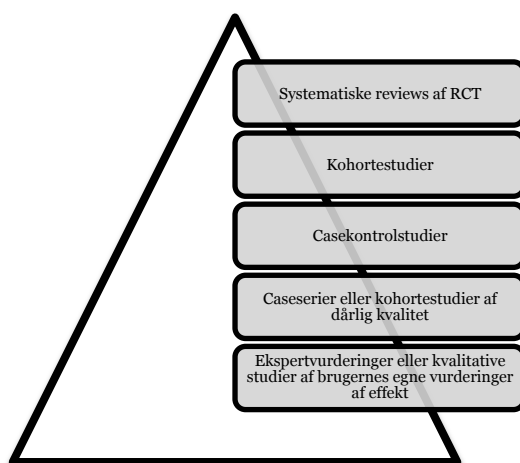 Systematiske reviews af RCT
Kohortestudier
Casekontrolstudier
Caseserier eller kohortestudier af
dårlig kvalitet
Ekspertvurderinger eller kvalitative
studier af brugernes egne vurderinger
af effekt